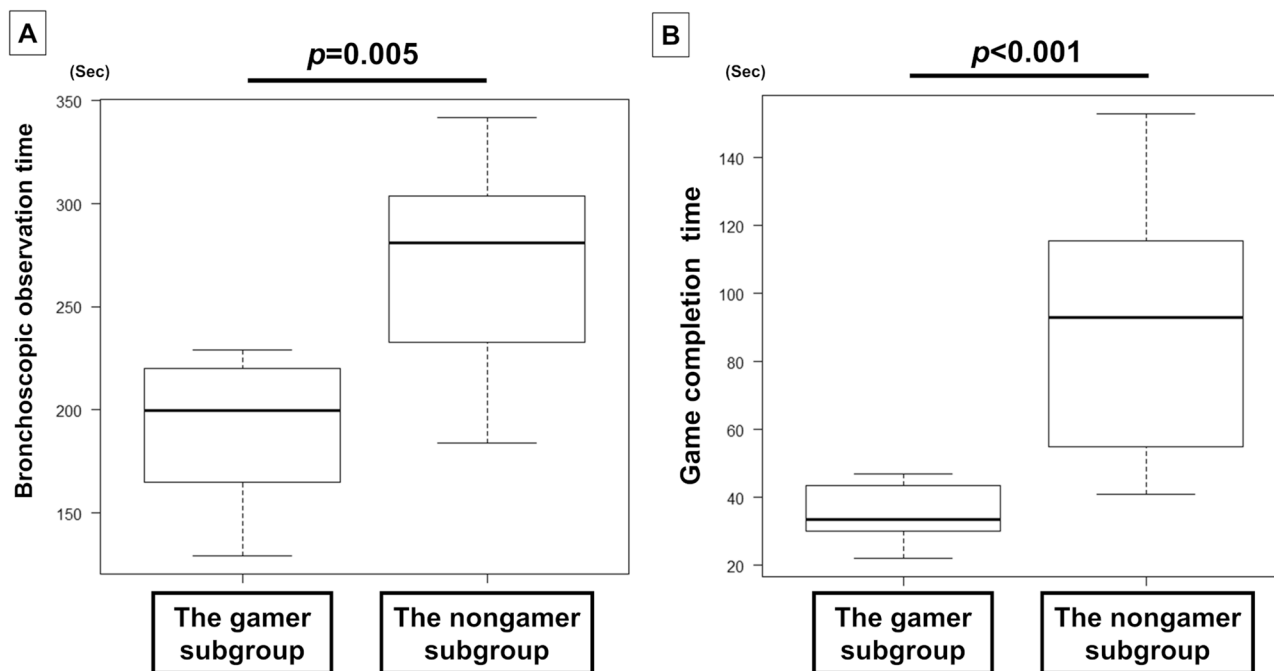 A
p=0.005
(Sec)
Bronchoscopic observation time
350
300
250
200
150
The gamer
subgroup
The nongamer
subgroup
B
p<0.001
(Sec)
Game completion time
140
120
100
80
60
40
20
The gamer
subgroup
The nongamer
subgroup